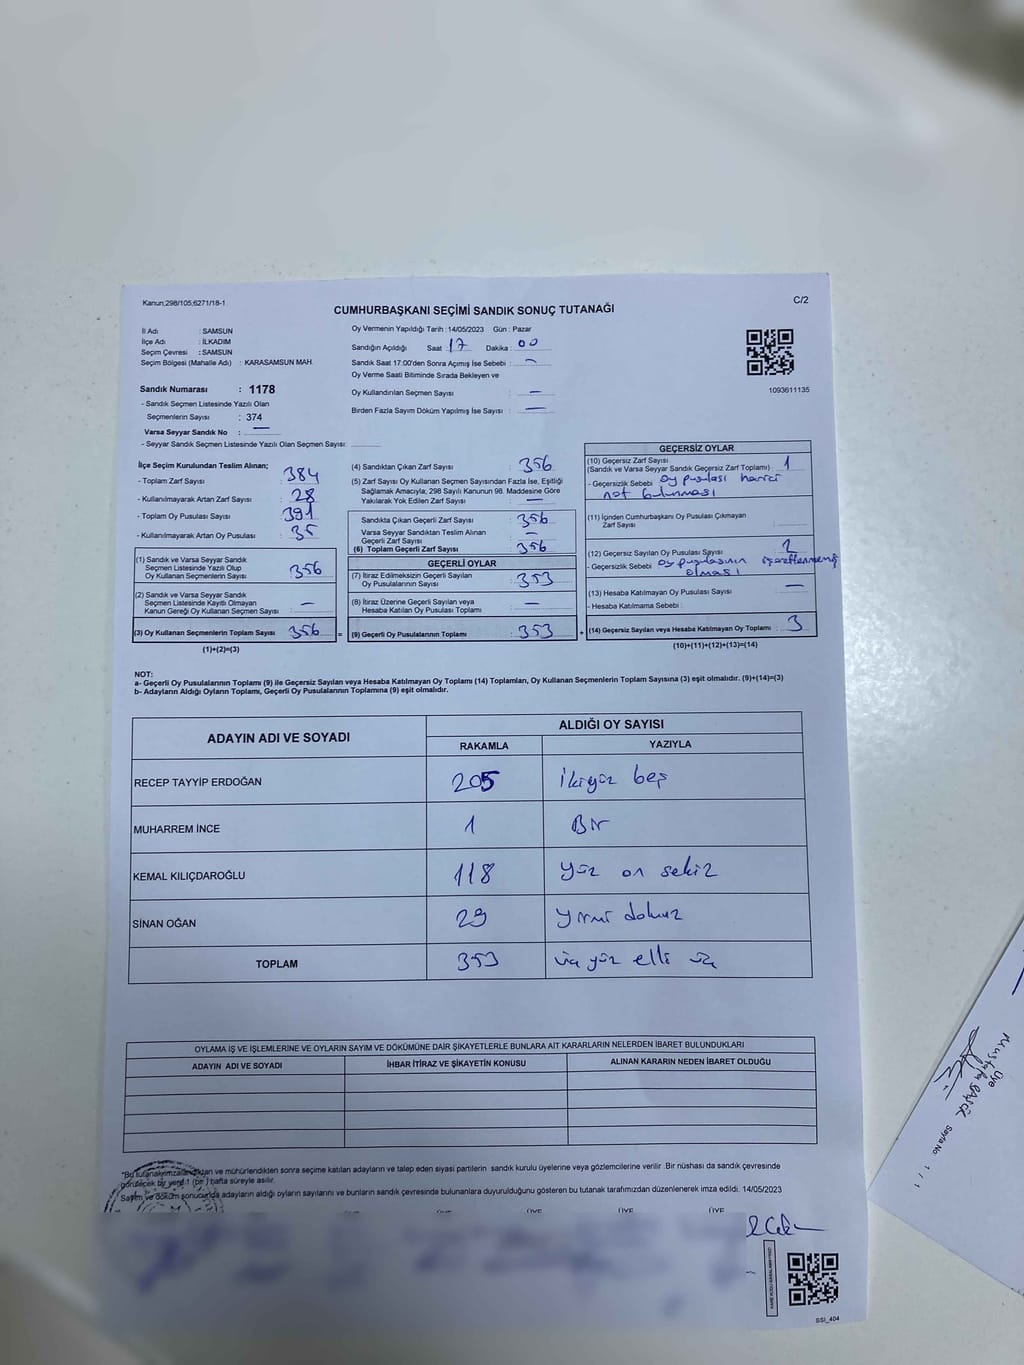 Kanun;298/105;6271/18-1
C/2
CUMHURBAŞKANI SEÇİMİ SANDIK SONUÇ TUTANAĞI
İl Adı : SAMSUN
İlçe Adı : İLKADIM
Seçim Çevresi : SAMSUN
Seçim Bölgesi (Mahalle Adı) : KARASAMSUN MAH.
Sandık Numarası : 1178
- Sandık Seçmen Listesinde Yazılı Olan
Seçmenlerin Sayısı : 374
Varsa Seyyar Sandık No : —
- Seyyar Sandık Seçmen Listesinde Yazılı Olan Seçmen Sayısı:
Oy Vermenin Yapıldığı Tarih : 14/05/2023 Gün : Pazar
Sandığın Açıldığı Saat : 17 Dakika : 00
Sandık Saat 17.00'den Sonra Açımış İse Sebebi : —
Oy Verme Saati Bitiminde Sırada Bekleyen ve
Oy Kullandırılan Seçmen Sayısı : —
Birden Fazla Sayım Döküm Yapılmış İse Sayısı : —
1093611135
İlçe Seçim Kurulundan Teslim Alınan;
- Toplam Zarf Sayısı : 384
- Kullanılmayarak Artan Zarf Sayısı : 28
- Toplam Oy Pusulası Sayısı : 391
- Kullanılmayarak Artan Oy Pusulası : 35
(1) Sandık ve Varsa Seyyar Sandık
Seçmen Listesinde Yazılı Olup
Oy Kullanan Seçmenlerin Sayısı : 356
(2) Sandık ve Varsa Seyyar Sandık
Seçmen Listesinde Kayıtlı Olmayan
Kanun Gereği Oy Kullanan Seçmen Sayısı : —
(3) Oy Kullanan Seçmenlerin Toplam Sayısı : 356 =
(1)+(2)=(3)
(4) Sandıktan Çıkan Zarf Sayısı : 356
(5) Zarf Sayısı Oy Kullanan Seçmen Sayısından Fazla İse, Eşitliği
Sağlamak Amacıyla; 298 Sayılı Kanunun 98. Maddesine Göre
Yakılarak Yok Edilen Zarf Sayısı : —
Sandıkta Çıkan Geçerli Zarf Sayısı : 356
Varsa Seyyar Sandıktan Teslim Alınan
Geçerli Zarf Sayısı : —
(6) Toplam Geçerli Zarf Sayısı : 356
GEÇERLİ OYLAR
(7) İtiraz Edilmeksizin Geçerli Sayılan
Oy Pusulalarının Sayısı : 353
(8) İtiraz Üzerine Geçerli Sayılan veya
Hesaba Katılan Oy Pusulası Toplamı : —
(9) Geçerli Oy Pusulalarının Toplamı : 353 +
GEÇERSİZ OYLAR
(10) Geçersiz Zarf Sayısı
(Sandık ve Varsa Seyyar Sandık Geçersiz Zarf Toplamı) : 1
- Geçersizlik Sebebi : oy pusulası harici
not bulunması
(11) İçinden Cumhurbaşkanı Oy Pusulası Çıkmayan
Zarf Sayısı :
(12) Geçersiz Sayılan Oy Pusulası Sayısı : 2
- Geçersizlik Sebebi : oy pusulasının işaretlenmemiş
olması
(13) Hesaba Katılmayan Oy Pusulası Sayısı : —
- Hesaba Katılmama Sebebi :
(14) Geçersiz Sayılan veya Hesaba Katılmayan Oy Toplamı : 3
(10)+(11)+(12)+(13)=(14)
NOT:
a- Geçerli Oy Pusulalarının Toplamı (9) ile Geçersiz Sayılan veya Hesaba Katılmayan Oy Toplamı (14) Toplamları, Oy Kullanan Seçmenlerin Toplam Sayısına (3) eşit olmalıdır. (9)+(14)=(3)
b- Adayların Aldığı Oyların Toplamı, Geçerli Oy Pusulalarının Toplamına (9) eşit olmalıdır.
ADAYIN ADI VE SOYADI
ALDIĞI OY SAYISI
RAKAMLA YAZIYLA
RECEP TAYYİP ERDOĞAN 205 ikiyüz beş
MUHARREM İNCE 1 Bir
KEMAL KILIÇDAROĞLU 118 yüz on sekiz
SİNAN OĞAN 29 yirmi dokuz
TOPLAM 353 üç yüz elli üç
OYLAMA İŞ VE İŞLEMLERİNE VE OYLARIN SAYIM VE DÖKÜMÜNE DAİR ŞİKAYETLERLE BUNLARA AİT KARARLARIN NELERDEN İBARET BULUNDUKLARI
ADAYIN ADI VE SOYADI İHBAR İTİRAZ VE ŞİKAYETİN KONUSU ALINAN KARARIN NEDEN İBARET OLDUĞU
*Bu tutanak imzalandıktan ve mühürlendikten sonra seçime katılan adayların ve talep eden siyasi partilerin sandık kurulu üyelerine veya gözlemcilerine verilir .Bir nüshası da sandık çevresinde
görülecek bir yere 1 (bir) hafta süreyle asılır.
Sayım ve döküm sonucunda adayların aldığı oyların sayılarını ve bunların sandık çevresinde bulunanlara duyurulduğunu gösteren bu tutanak tarafımızdan düzenlenerek imza edildi. 14/05/2023
ÜYE ÜYE ÜYE ÜYE
SSI_404
Üye
Mustafa
Sayfa No 1 / 1